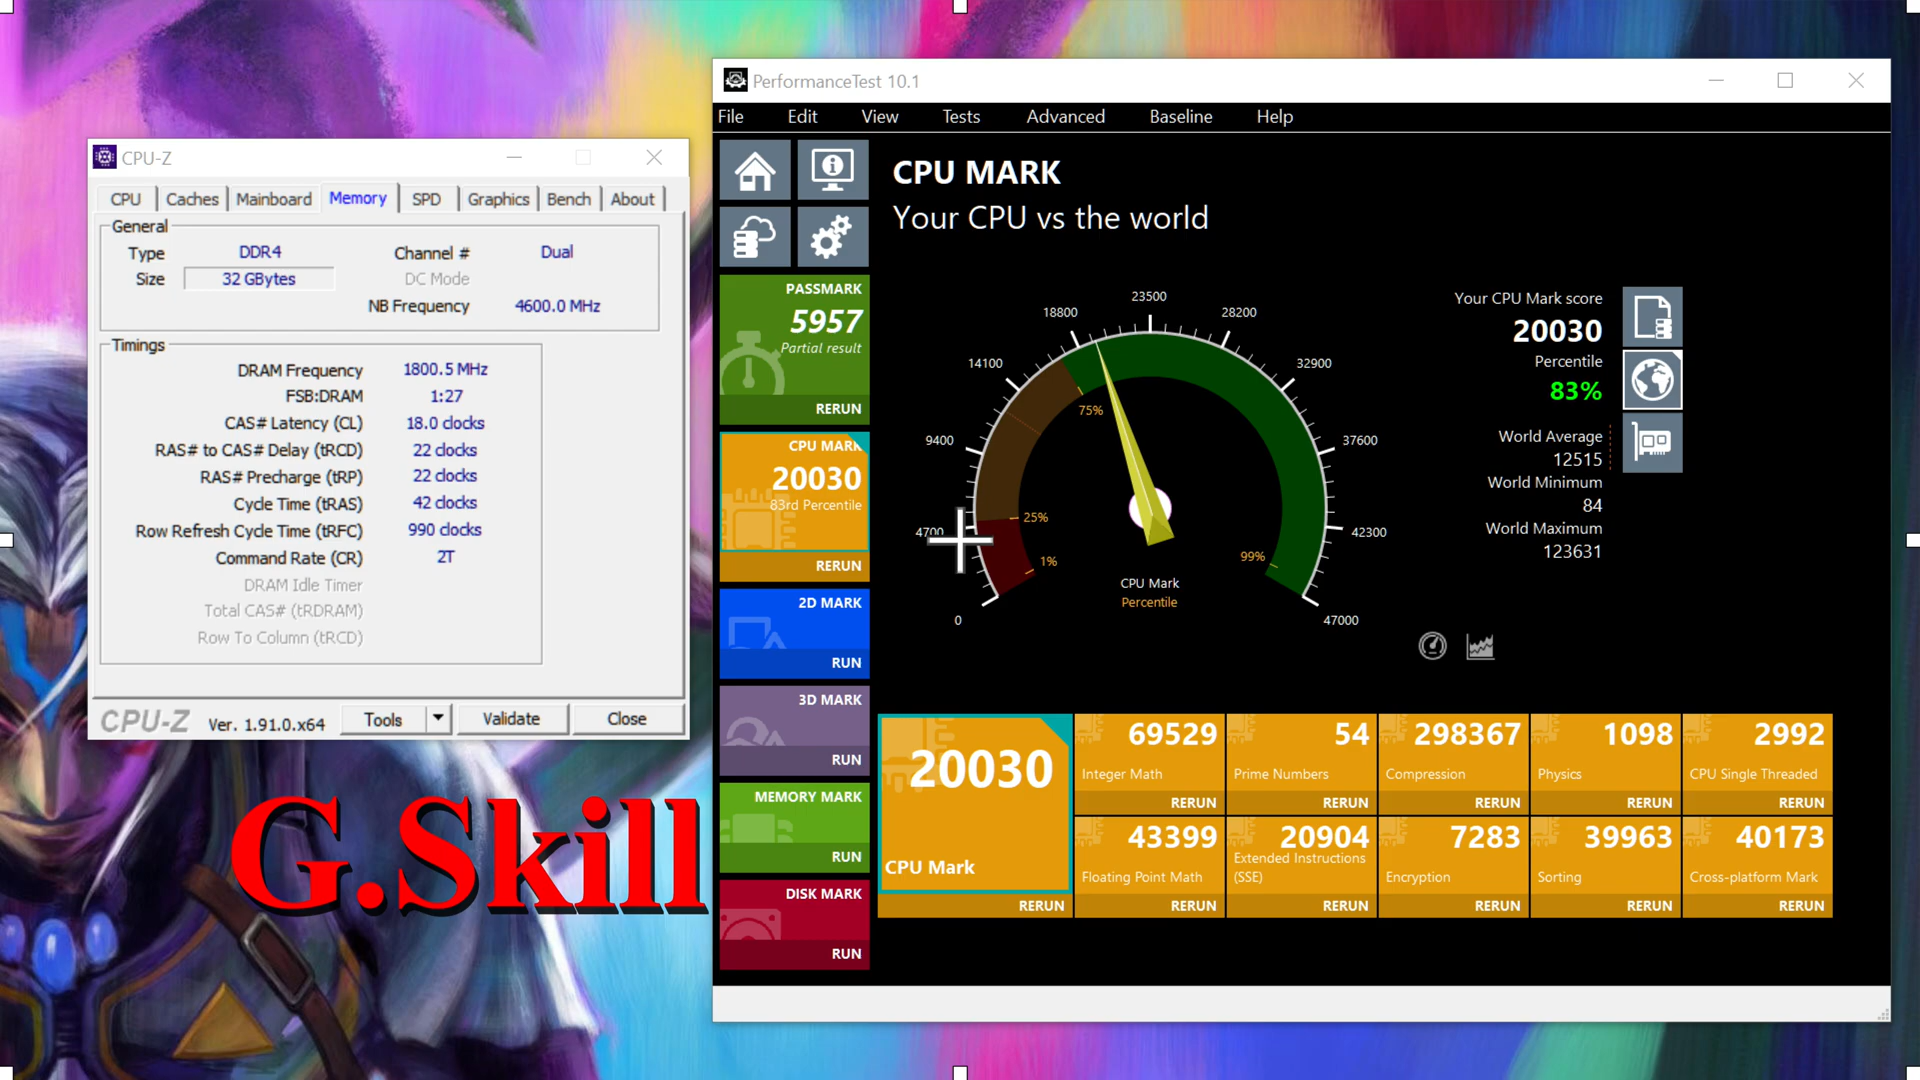 CPU-Z
CPU Caches Mainboard Memory SPD Graphics Bench About
General
Type DDR4 Channel # Dual
Size 32 GBytes DC Mode
NB Frequency 4600.0 MHz
Timings
DRAM Frequency 1800.5 MHz
FSB:DRAM 1:27
CAS# Latency (CL) 18.0 clocks
RAS# to CAS# Delay (tRCD) 22 clocks
RAS# Precharge (tRP) 22 clocks
Cycle Time (tRAS) 42 clocks
Row Refresh Cycle Time (tRFC) 990 clocks
Command Rate (CR) 2T
DRAM Idle Timer
Total CAS# (tRDRAM)
Row To Column (tRCD)
CPU-Z Ver. 1.91.0.x64 Tools Validate Close
G.Skill
PerformanceTest 10.1
File Edit View Tests Advanced Baseline Help
PASSMARK
5957
Partial result
RERUN
CPU MARK
20030
83rd Percentile
RERUN
2D MARK
RUN
3D MARK
RUN
MEMORY MARK
RUN
DISK MARK
RUN
CPU MARK
Your CPU vs the world
0
4700
9400
14100
18800
23500
28200
32900
37600
42300
47000
1%
25%
75%
99%
CPU Mark
Percentile
Your CPU Mark score
20030
Percentile
83%
World Average
12515
World Minimum
84
World Maximum
123631
20030
CPU Mark
RERUN
69529
Integer Math
RERUN
54
Prime Numbers
RERUN
298367
Compression
RERUN
1098
Physics
RERUN
2992
CPU Single Threaded
RERUN
43399
Floating Point Math
RERUN
20904
Extended Instructions
(SSE)
RERUN
7283
Encryption
RERUN
39963
Sorting
RERUN
40173
Cross-platform Mark
RERUN